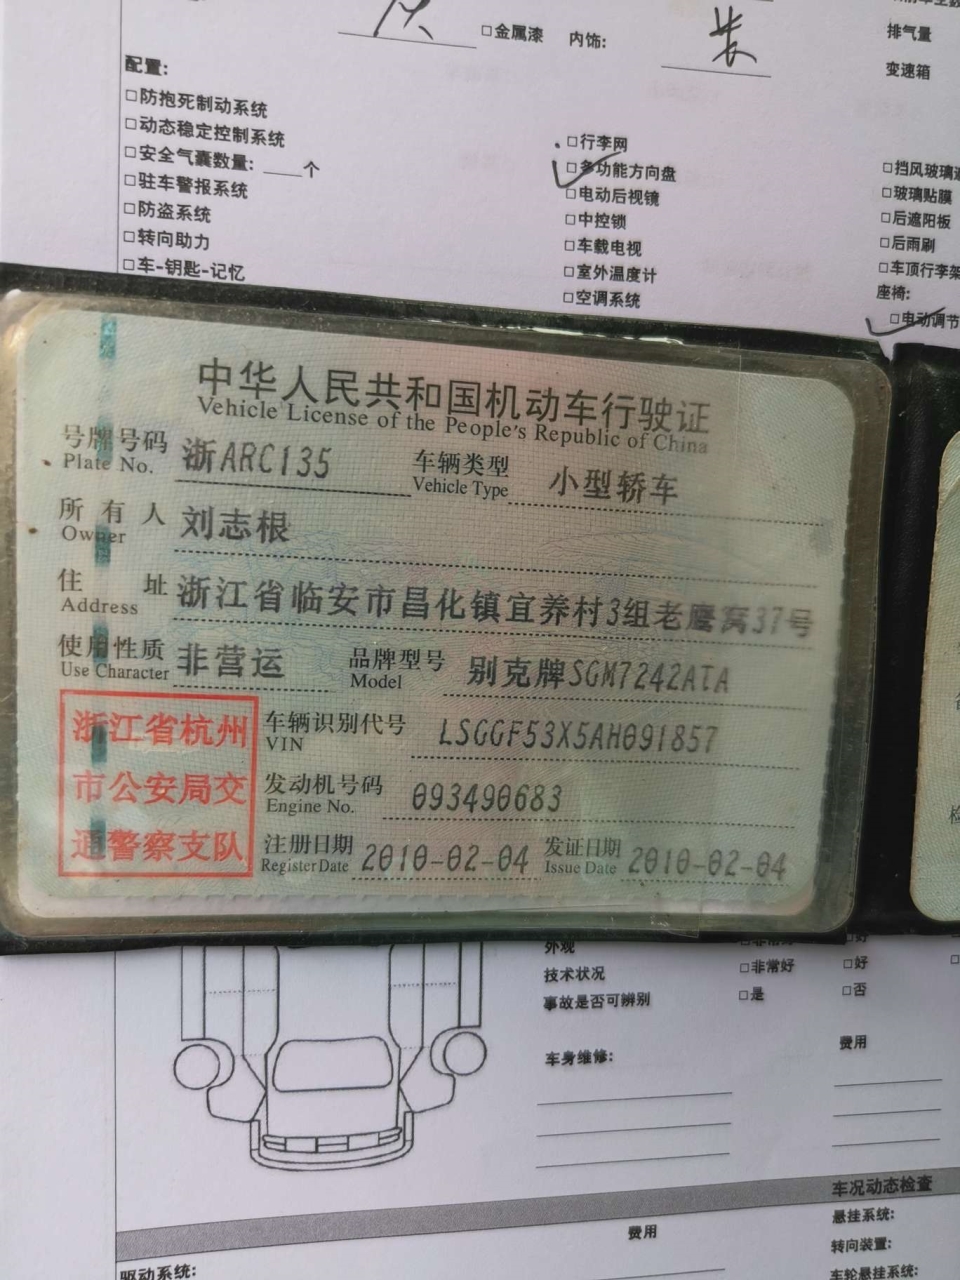 □金属漆 内饰:
排气量
变速箱
配置:
□防抱死制动系统
□动态稳定控制系统
□安全气囊数量: ___个
□驻车警报系统
□防盗系统
□转向助力
□车-钥匙-记忆
□行李网
□多功能方向盘
□电动后视镜
□中控锁
□车载电视
□室外温度计
□空调系统
□挡风玻璃
□玻璃贴膜
□后遮阳板
□后雨刷
□车顶行李架
座椅:
□电动调节
中华人民共和国机动车行驶证
Vehicle License of the People's Republic of China
号牌号码 浙ARC135 车辆类型 小型轿车
Plate No. Vehicle Type
所有人 刘志根
Owner
住址 浙江省临安市昌化镇宜养村3组老鹰窝37号
Address
使用性质 非营运 品牌型号 别克牌SGM7242ATA
Use Character Model
浙江省杭州
市公安局交
通警察支队
车辆识别代号 LSGGF53X5AH091857
VIN
发动机号码 093490683
Engine No.
注册日期 2010-02-04 发证日期 2010-02-04
Register Date Issue Date
外观 □非常好 □好
技术状况 □非常好 □好
事故是否可辨别 □是 □否
车身维修: 费用
车况动态检查
费用 悬挂系统:
转向装置:
驱动系统: 车轮悬挂系统: